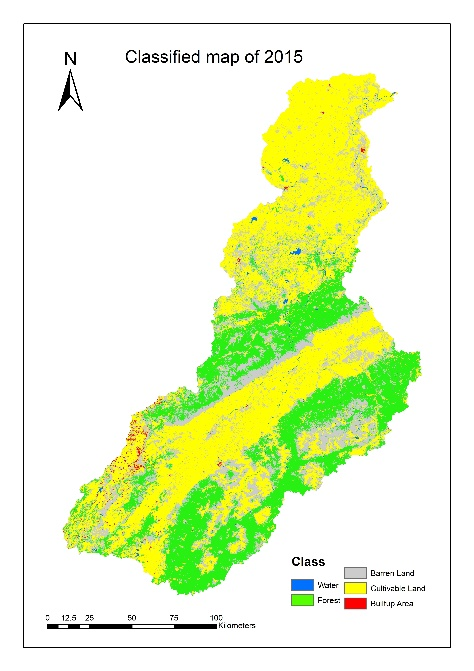 Classified map of 2015
N
Class
Water
Forest
Barren Land
Cultivable Land
Builtup Area
0 12.5 25 50 75 100
Kilometers